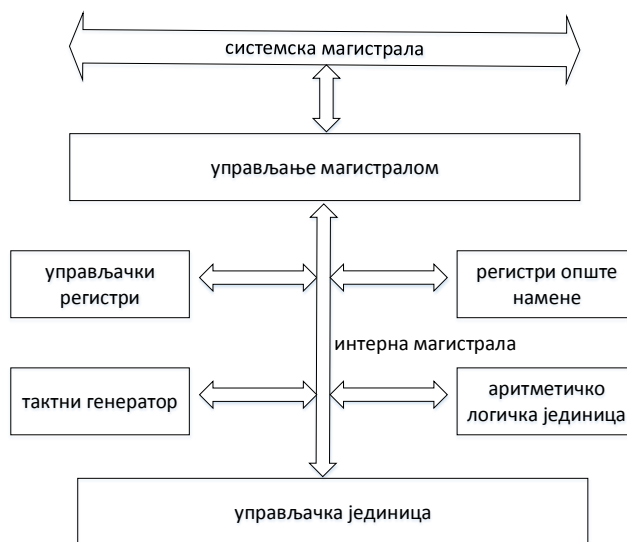 системска магистрала
управљање магистралом
управљачки
регистри
регистри опште
намене
интерна магистрала
тактни генератор
аритметичко
логичка јединица
управљачка јединица